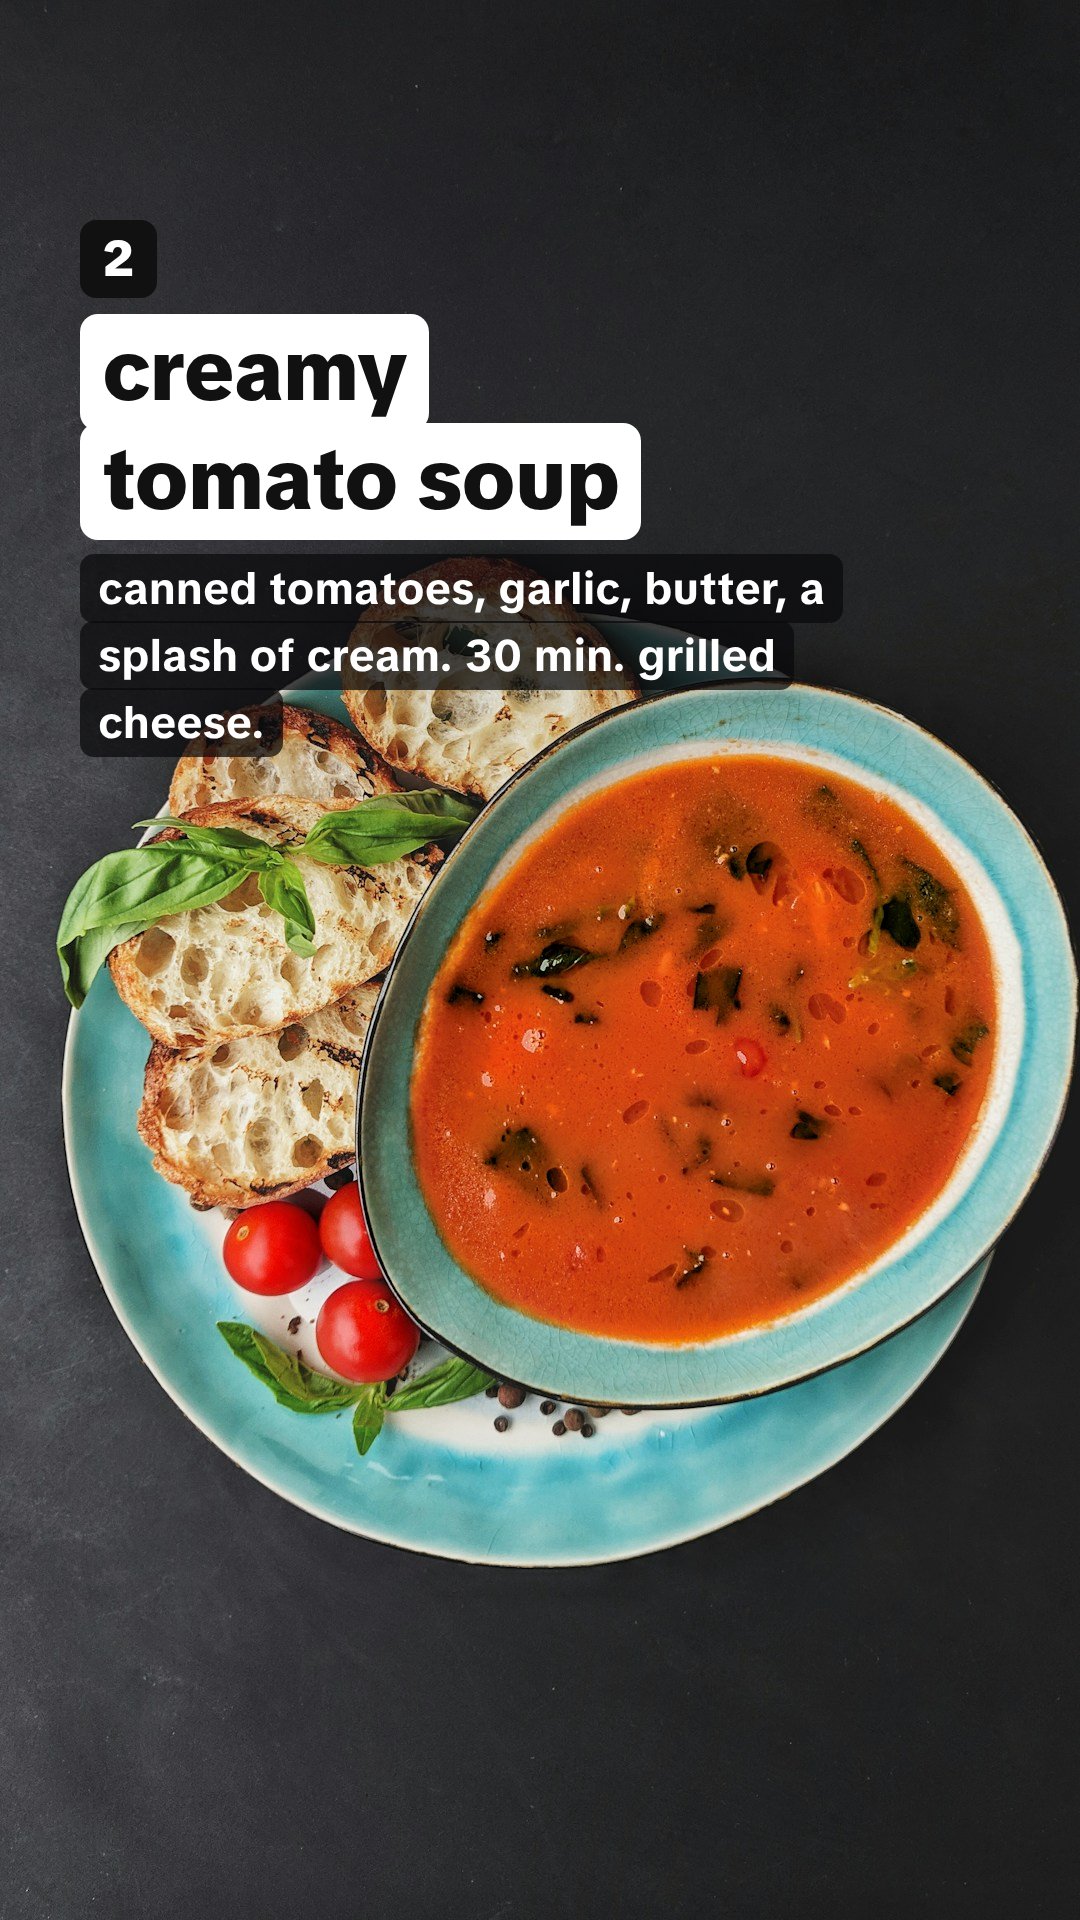 2
creamy
tomato soup
canned tomatoes, garlic, butter, a
splash of cream. 30 min. grilled
cheese.